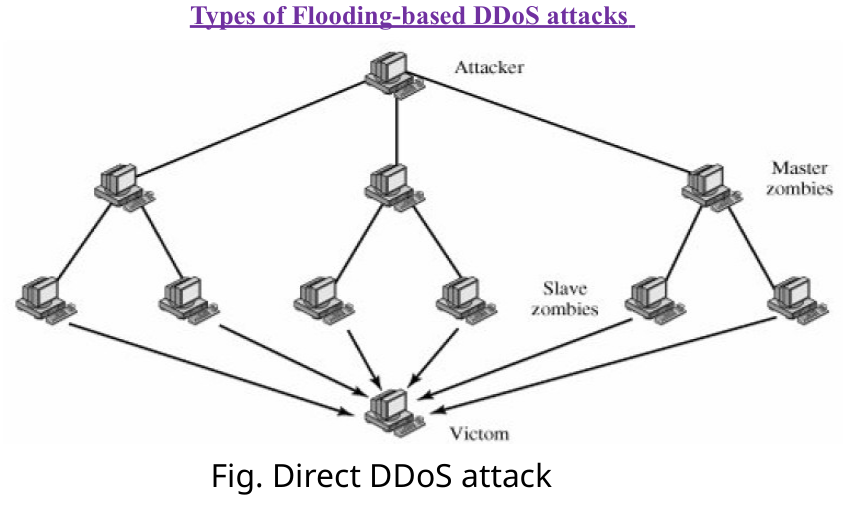 Types of Flooding-based DDoS attacks
Attacker
Master
zombies
Slave
zombies
Victom
Fig. Direct DDoS attack